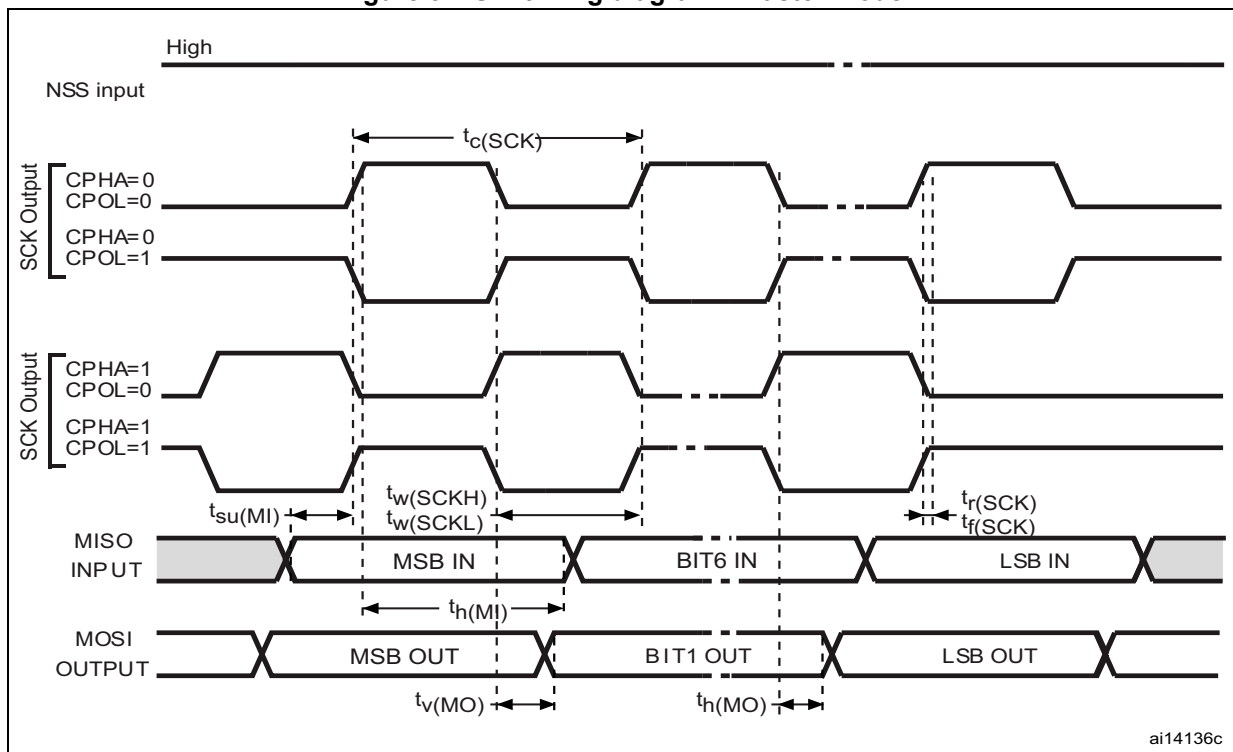 High
NSS input
tc(SCK)
SCK Output
CPHA=0
CPOL=0
CPHA=0
CPOL=1
SCK Output
CPHA=1
CPOL=0
CPHA=1
CPOL=1
tsu(MI)
tw(SCKH)
tw(SCKL)
tr(SCK)
tf(SCK)
MISO
INPUT
MSB IN
BIT6 IN
LSB IN
th(MI)
MOSI
OUTPUT
MSB OUT
BIT1 OUT
LSB OUT
tv(MO)
th(MO)
ai14136c